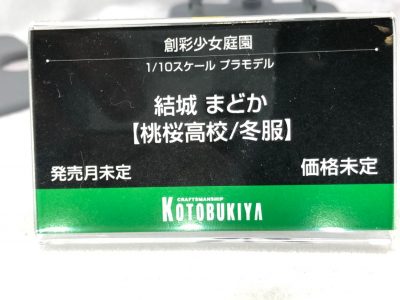 創彩少女庭園
1/10スケール プラモデル
結城 まどか
【桃桜高校/冬服】
発売月未定 価格未定
CRAFTSMANSHIP
KOTOBUKIYA